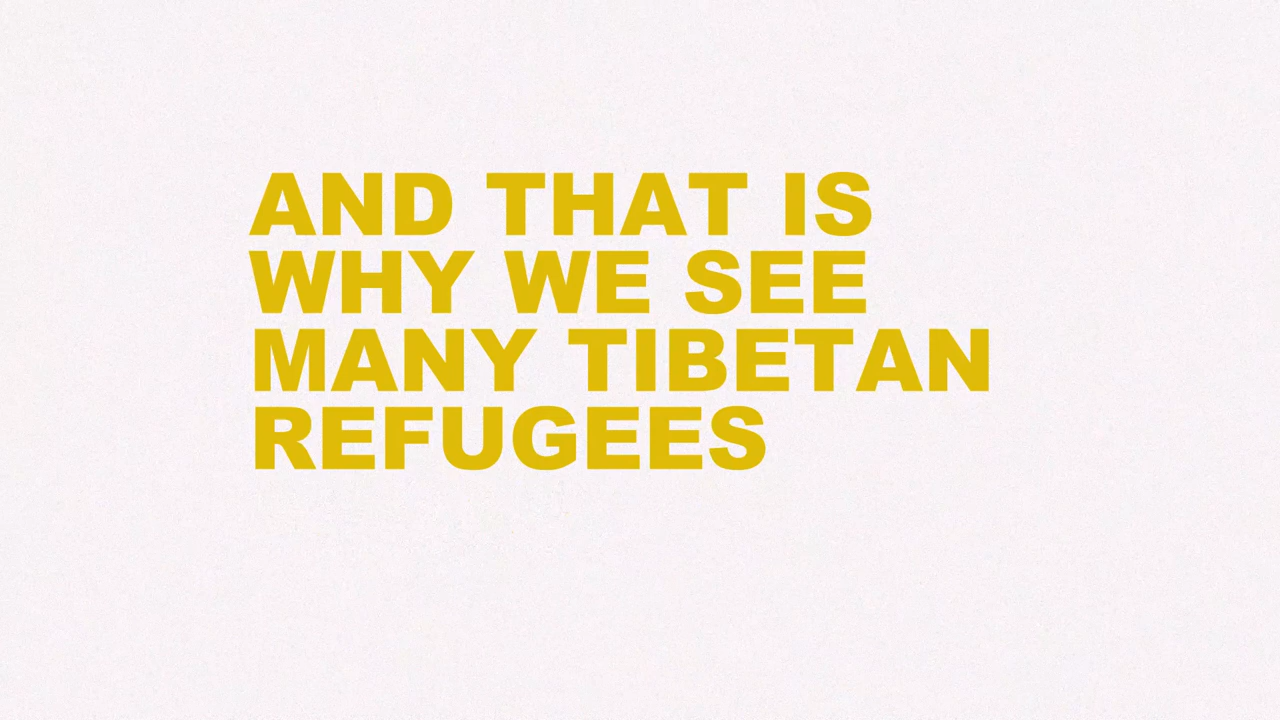 AND THAT IS
WHY WE SEE
MANY TIBETAN
REFUGEES